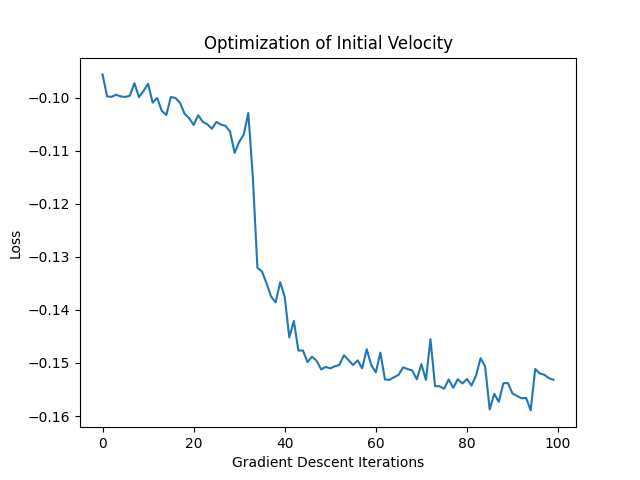 Optimization of Initial Velocity
−0.10
−0.11
−0.12
−0.13
−0.14
−0.15
−0.16
Loss
0 20 40 60 80 100
Gradient Descent Iterations